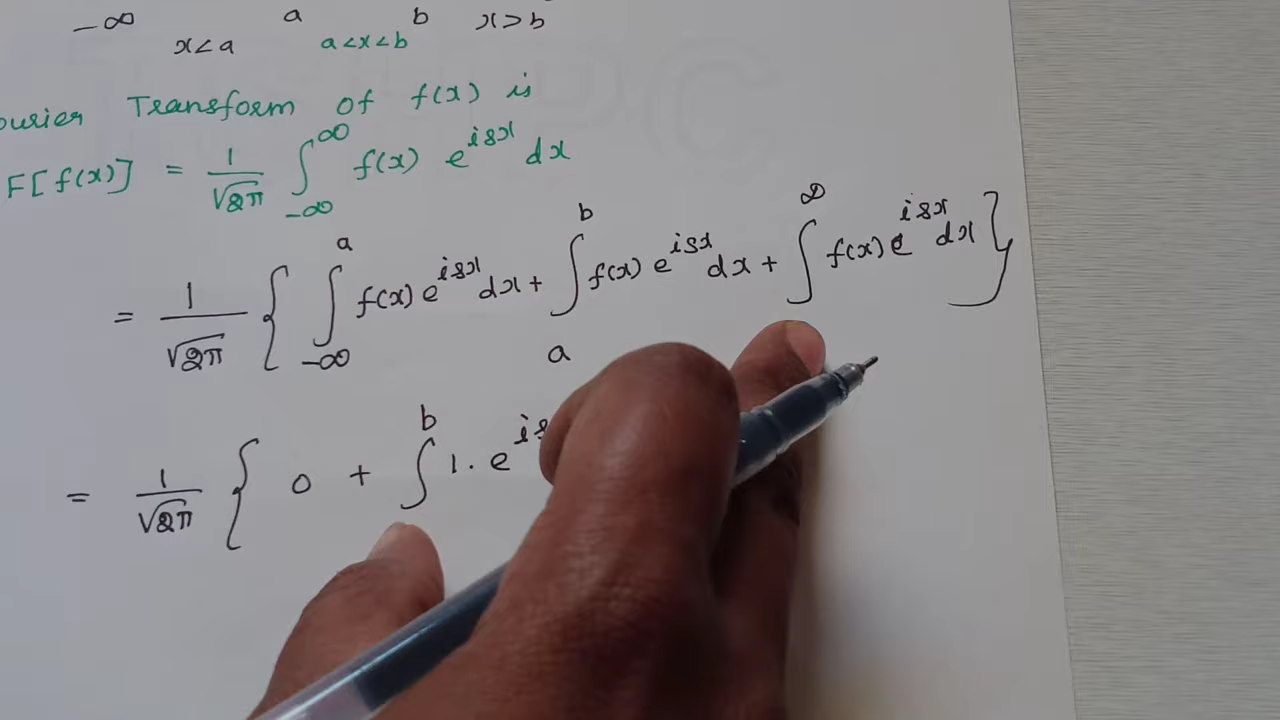 -∞ a b x>b
x<a a<x<b
ourier Transform of f(x) is
F[f(x)] = 1/√2π ∫_{-∞}^{∞} f(x) e^{isx} dx
= 1/√2π { ∫_{-∞}^{a} f(x) e^{isx} dx + ∫_{a}^{b} f(x) e^{isx} dx + ∫^{∞} f(x) e^{isx} dx }
= 1/√2π { 0 + ∫^{b} 1. e^{is